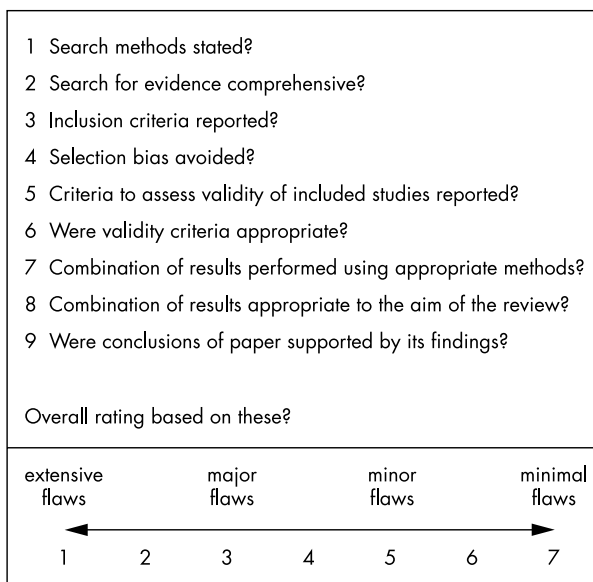 1 Search methods stated?
2 Search for evidence comprehensive?
3 Inclusion criteria reported?
4 Selection bias avoided?
5 Criteria to assess validity of included studies reported?
6 Were validity criteria appropriate?
7 Combination of results performed using appropriate methods?
8 Combination of results appropriate to the aim of the review?
9 Were conclusions of paper supported by its findings?
Overall rating based on these?
extensive major minor minimal
flaws flaws flaws flaws
1 2 3 4 5 6 7